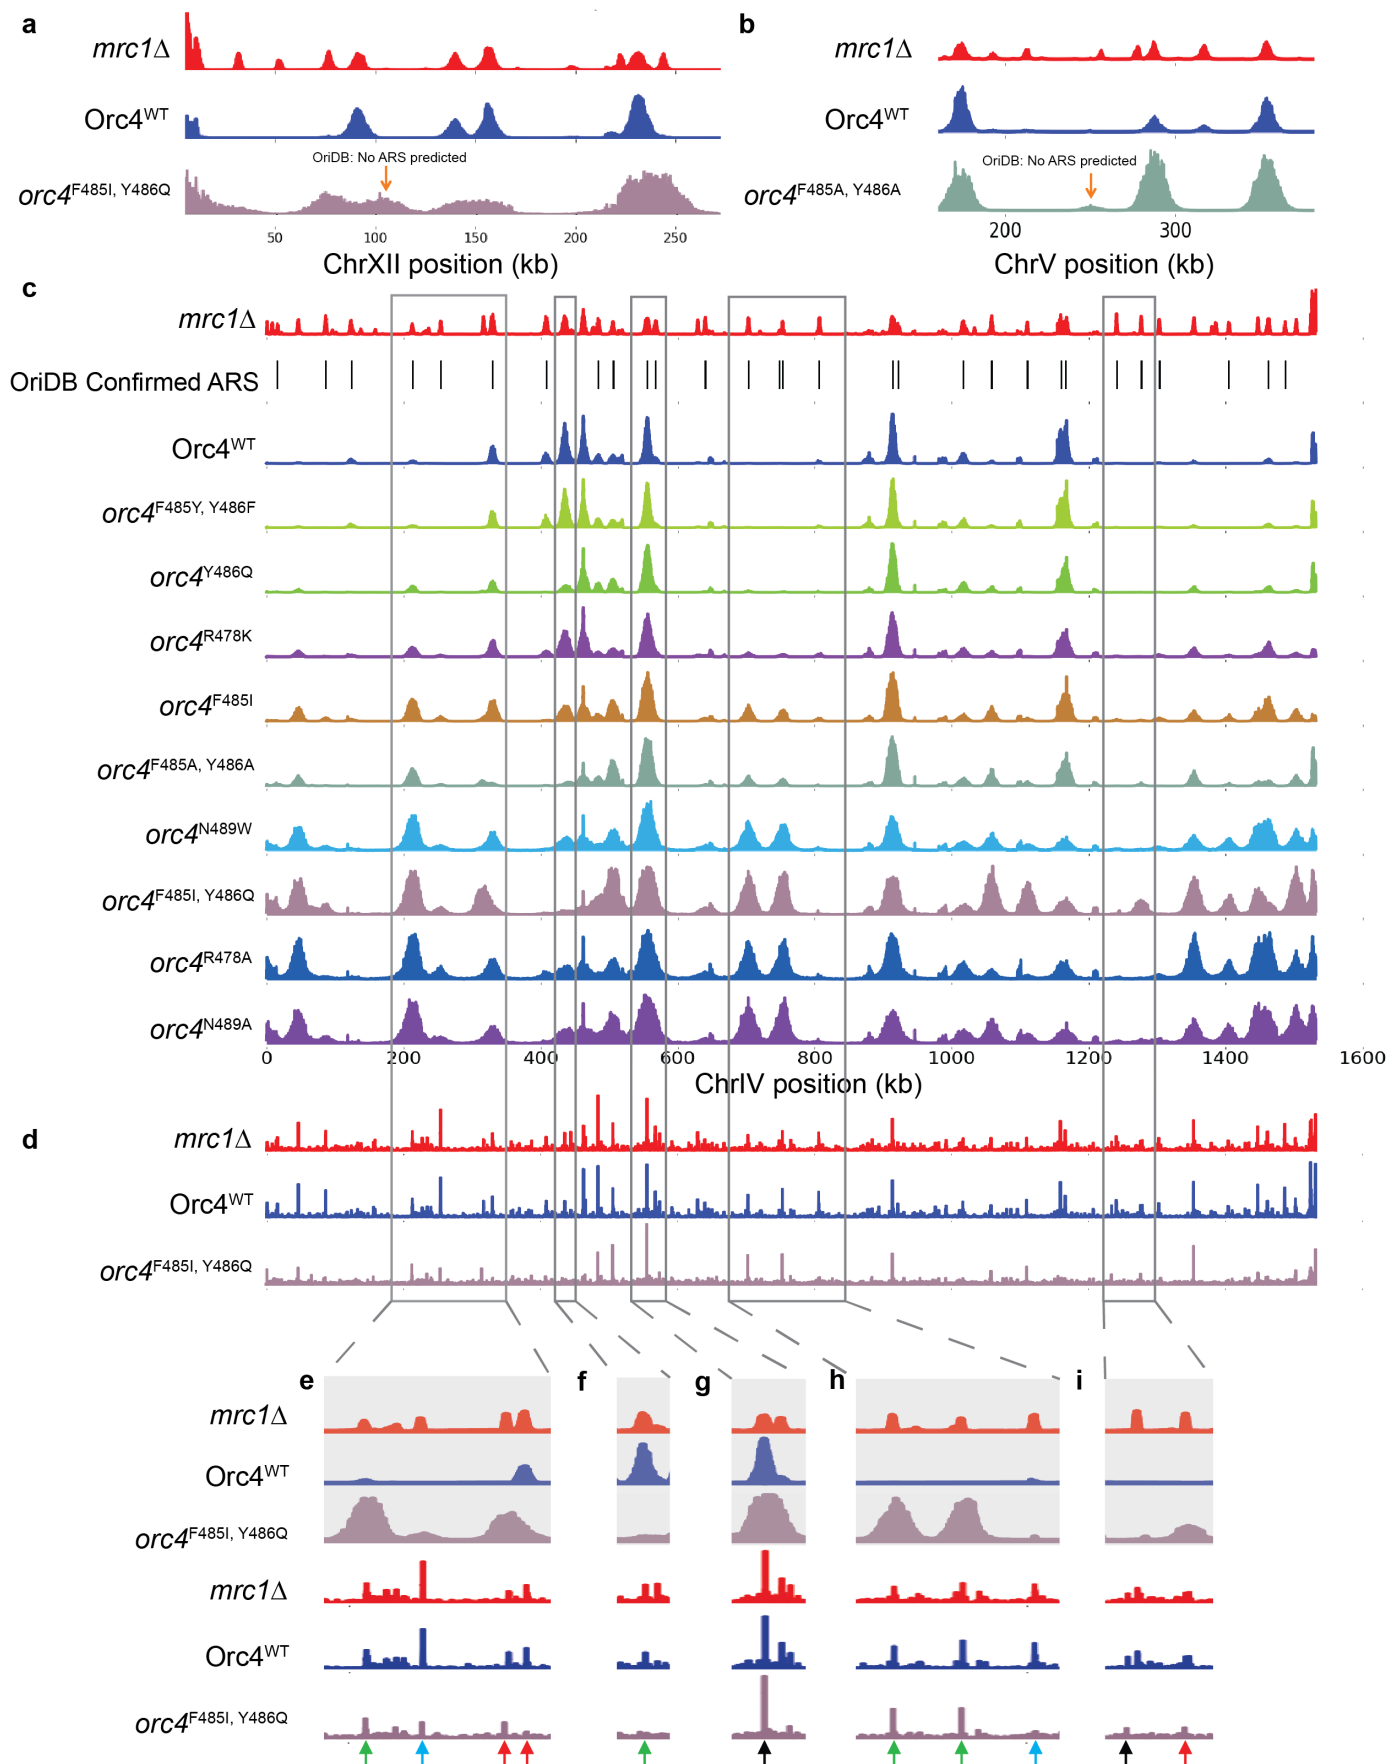 a
mrc1Δ
Orc4WT
OriDB: No ARS predicted
orc4F485I, Y486Q
50 100 150 200 250
ChrXII position (kb)
b
mrc1Δ
Orc4WT
OriDB: No ARS predicted
orc4F485A, Y486A
200 300
ChrV position (kb)
c
mrc1Δ
OriDB Confirmed ARS
Orc4WT
orc4F485Y, Y486F
orc4Y486Q
orc4R478K
orc4F485I
orc4F485A, Y486A
orc4N489W
orc4F485I, Y486Q
orc4R478A
orc4N489A
0 200 400 600 800 1000 1200 1400 1600
ChrIV position (kb)
d
mrc1Δ
Orc4WT
orc4F485I, Y486Q
e f g h i
mrc1Δ
Orc4WT
orc4F485I, Y486Q
mrc1Δ
Orc4WT
orc4F485I, Y486Q